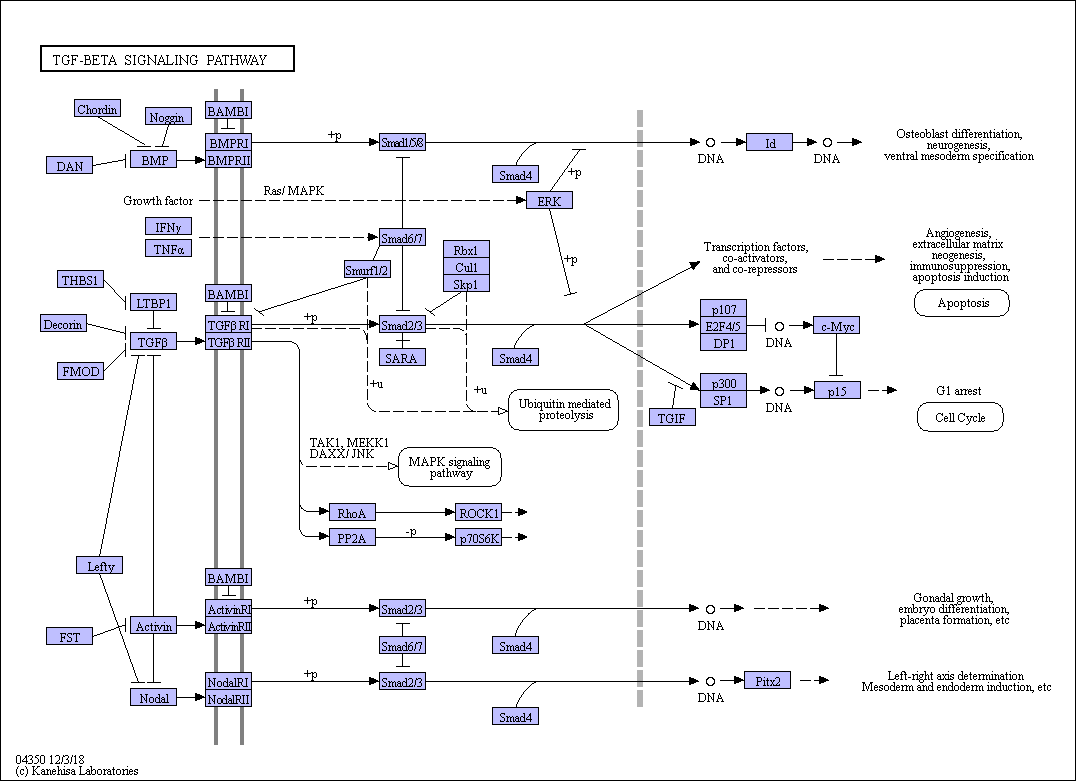 TGF-BETA SIGNALING PATHWAY
Chordin
Noggin
BAMBI
DAN
BMP
BMPRI
BMPRII
+p
Smad1/5/8
Smad4
DNA
Id
DNA
Osteoblast differentiation,
neurogenesis,
ventral mesoderm specification
Growth factor
Ras/ MAPK
ERK
+p
+p
IFNγ
TNFα
Smad6/7
Smurf1/2
Rbx1
Cul1
Skp1
Transcription factors,
co-activators,
and co-repressors
Angiogenesis,
extracellular matrix
neogenesis,
immunosuppression,
apoptosis induction
Apoptosis
THBS1
LTBP1
BAMBI
Decorin
TGFβ
FMOD
TGFβ RI
TGFβ RII
+p
Smad2/3
SARA
Smad4
p107
E2F4/5
DP1
DNA
c-Myc
p300
SP1
DNA
p15
G1 arrest
Cell Cycle
TGIF
+u
+u
Ubiquitin mediated
proteolysis
TAK1, MEKK1
DAXX/ JNK
MAPK signaling
pathway
RhoA
ROCK1
PP2A
-p
p70S6K
Lefty
BAMBI
FST
Activin
ActivinRI
ActivinRII
+p
Smad2/3
Smad6/7
Smad4
DNA
Gonadal growth,
embryo differentiation,
placenta formation, etc
Nodal
NodalRI
NodalRII
+p
Smad2/3
Smad4
DNA
Pitx2
Left-right axis determination
Mesoderm and endoderm induction, etc
04350 12/3/18
(c) Kanehisa Laboratories